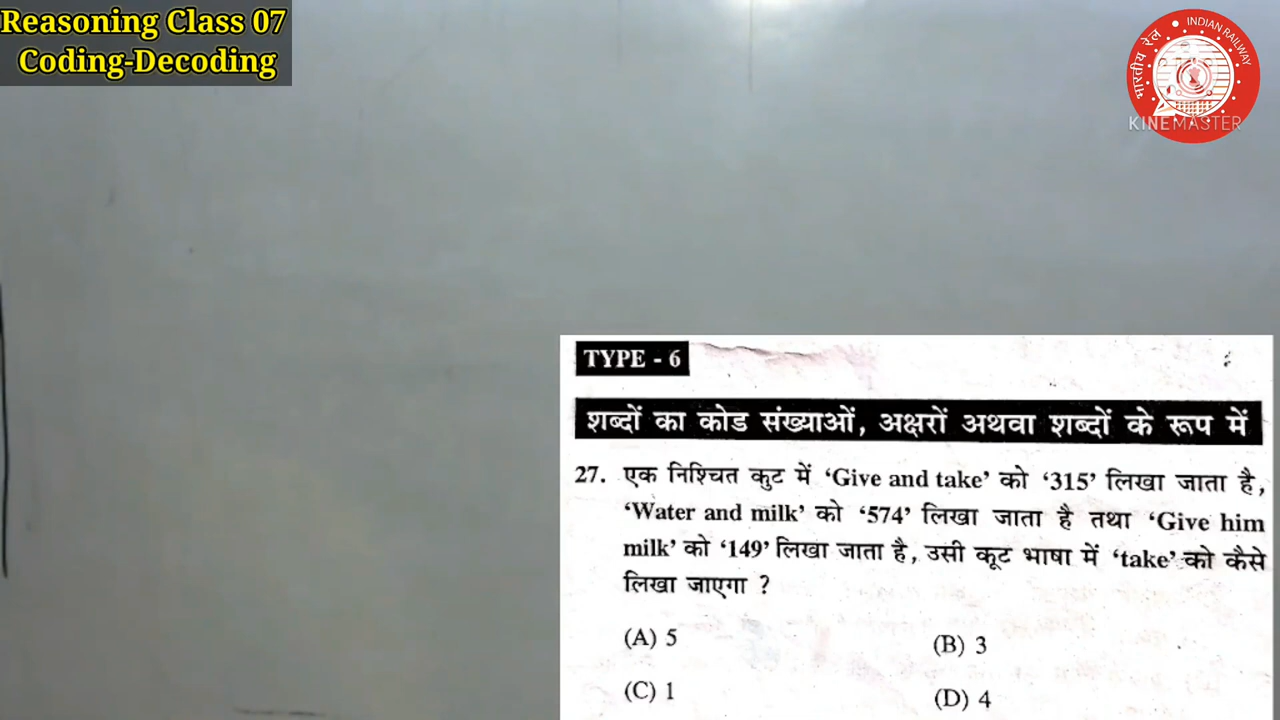 Reasoning Class 07
Coding-Decoding
भारतीय रेल
INDIAN RAILWAY
KINEMASTER
TYPE - 6
शब्दों का कोड संख्याओं, अक्षरों अथवा शब्दों के रूप में
27. एक निश्चित कुट में ‘Give and take’ को ‘315’ लिखा जाता है,
‘Water and milk’ को ‘574’ लिखा जाता है तथा ‘Give him
milk’ को ‘149’ लिखा जाता है, उसी कूट भाषा में ‘take’ को कैसे
लिखा जाएगा ?
(A) 5 (B) 3
(C) 1 (D) 4